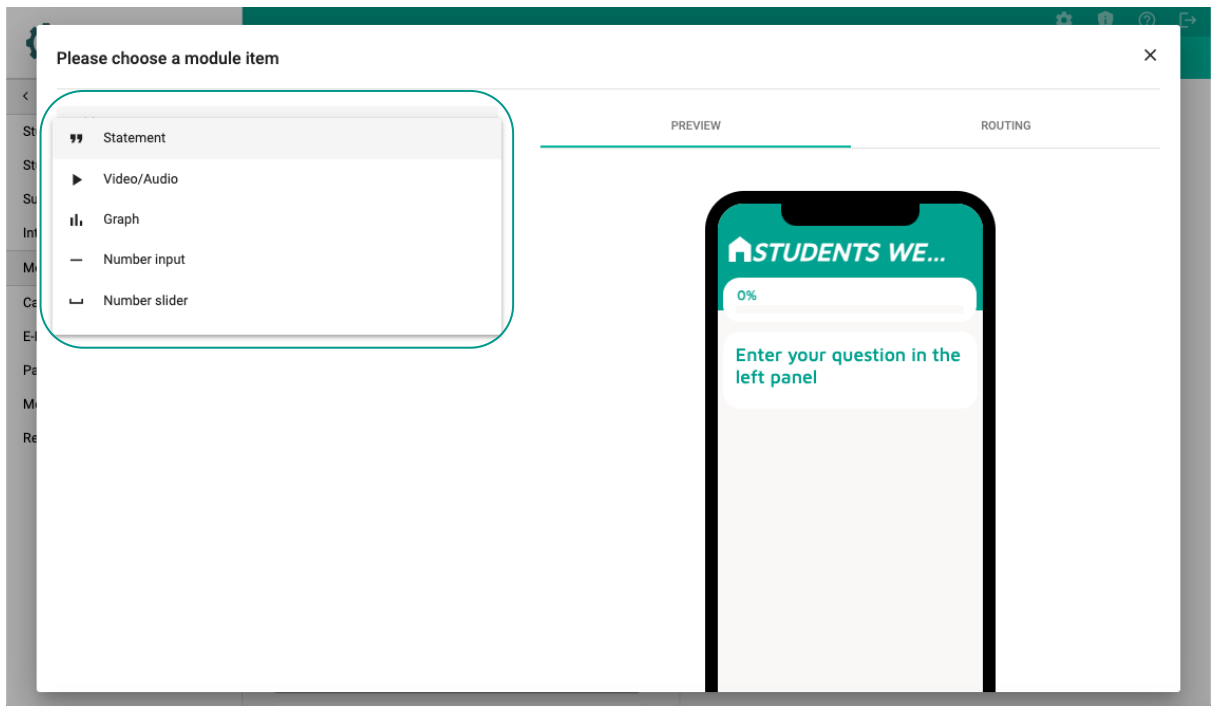 Please choose a module item
Statement
Video/Audio
Graph
Number input
Number slider
PREVIEW
ROUTING
STUDENTS WE...
0%
Enter your question in the
left panel